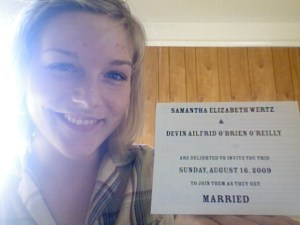 SAMANTHA ELIZABETH WERTZ
&
DEVIN AILFRID O'BRIEN O'REILLY
ARE DELIGHTED TO INVITE YOU THIS
SUNDAY, AUGUST 16, 2009
TO JOIN THEM AS THEY GET
MARRIED